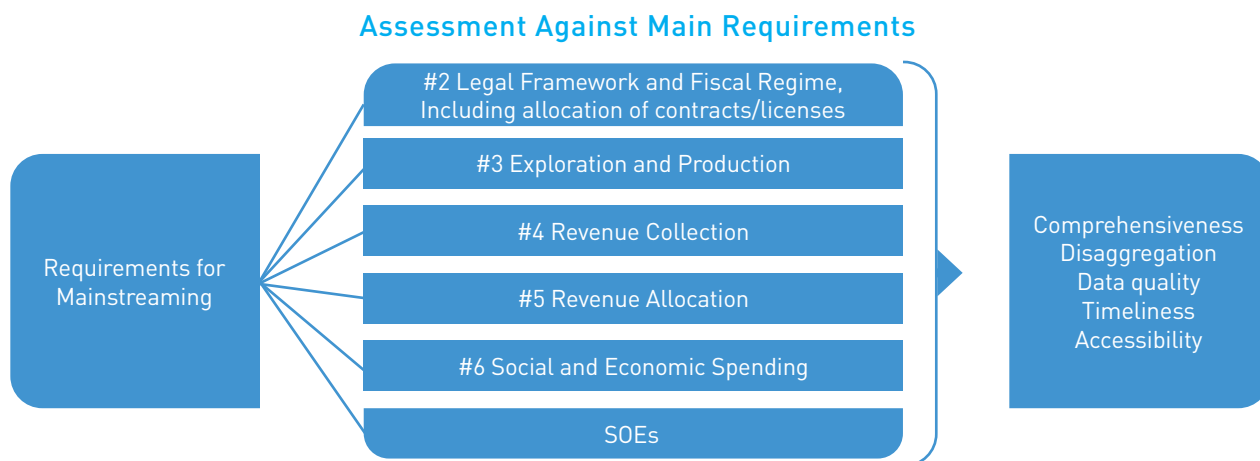 Assessment Against Main Requirements
Requirements for
Mainstreaming
#2 Legal Framework and Fiscal Regime,
Including allocation of contracts/licenses
#3 Exploration and Production
#4 Revenue Collection
#5 Revenue Allocation
#6 Social and Economic Spending
SOEs
Comprehensiveness
Disaggregation
Data quality
Timeliness
Accessibility